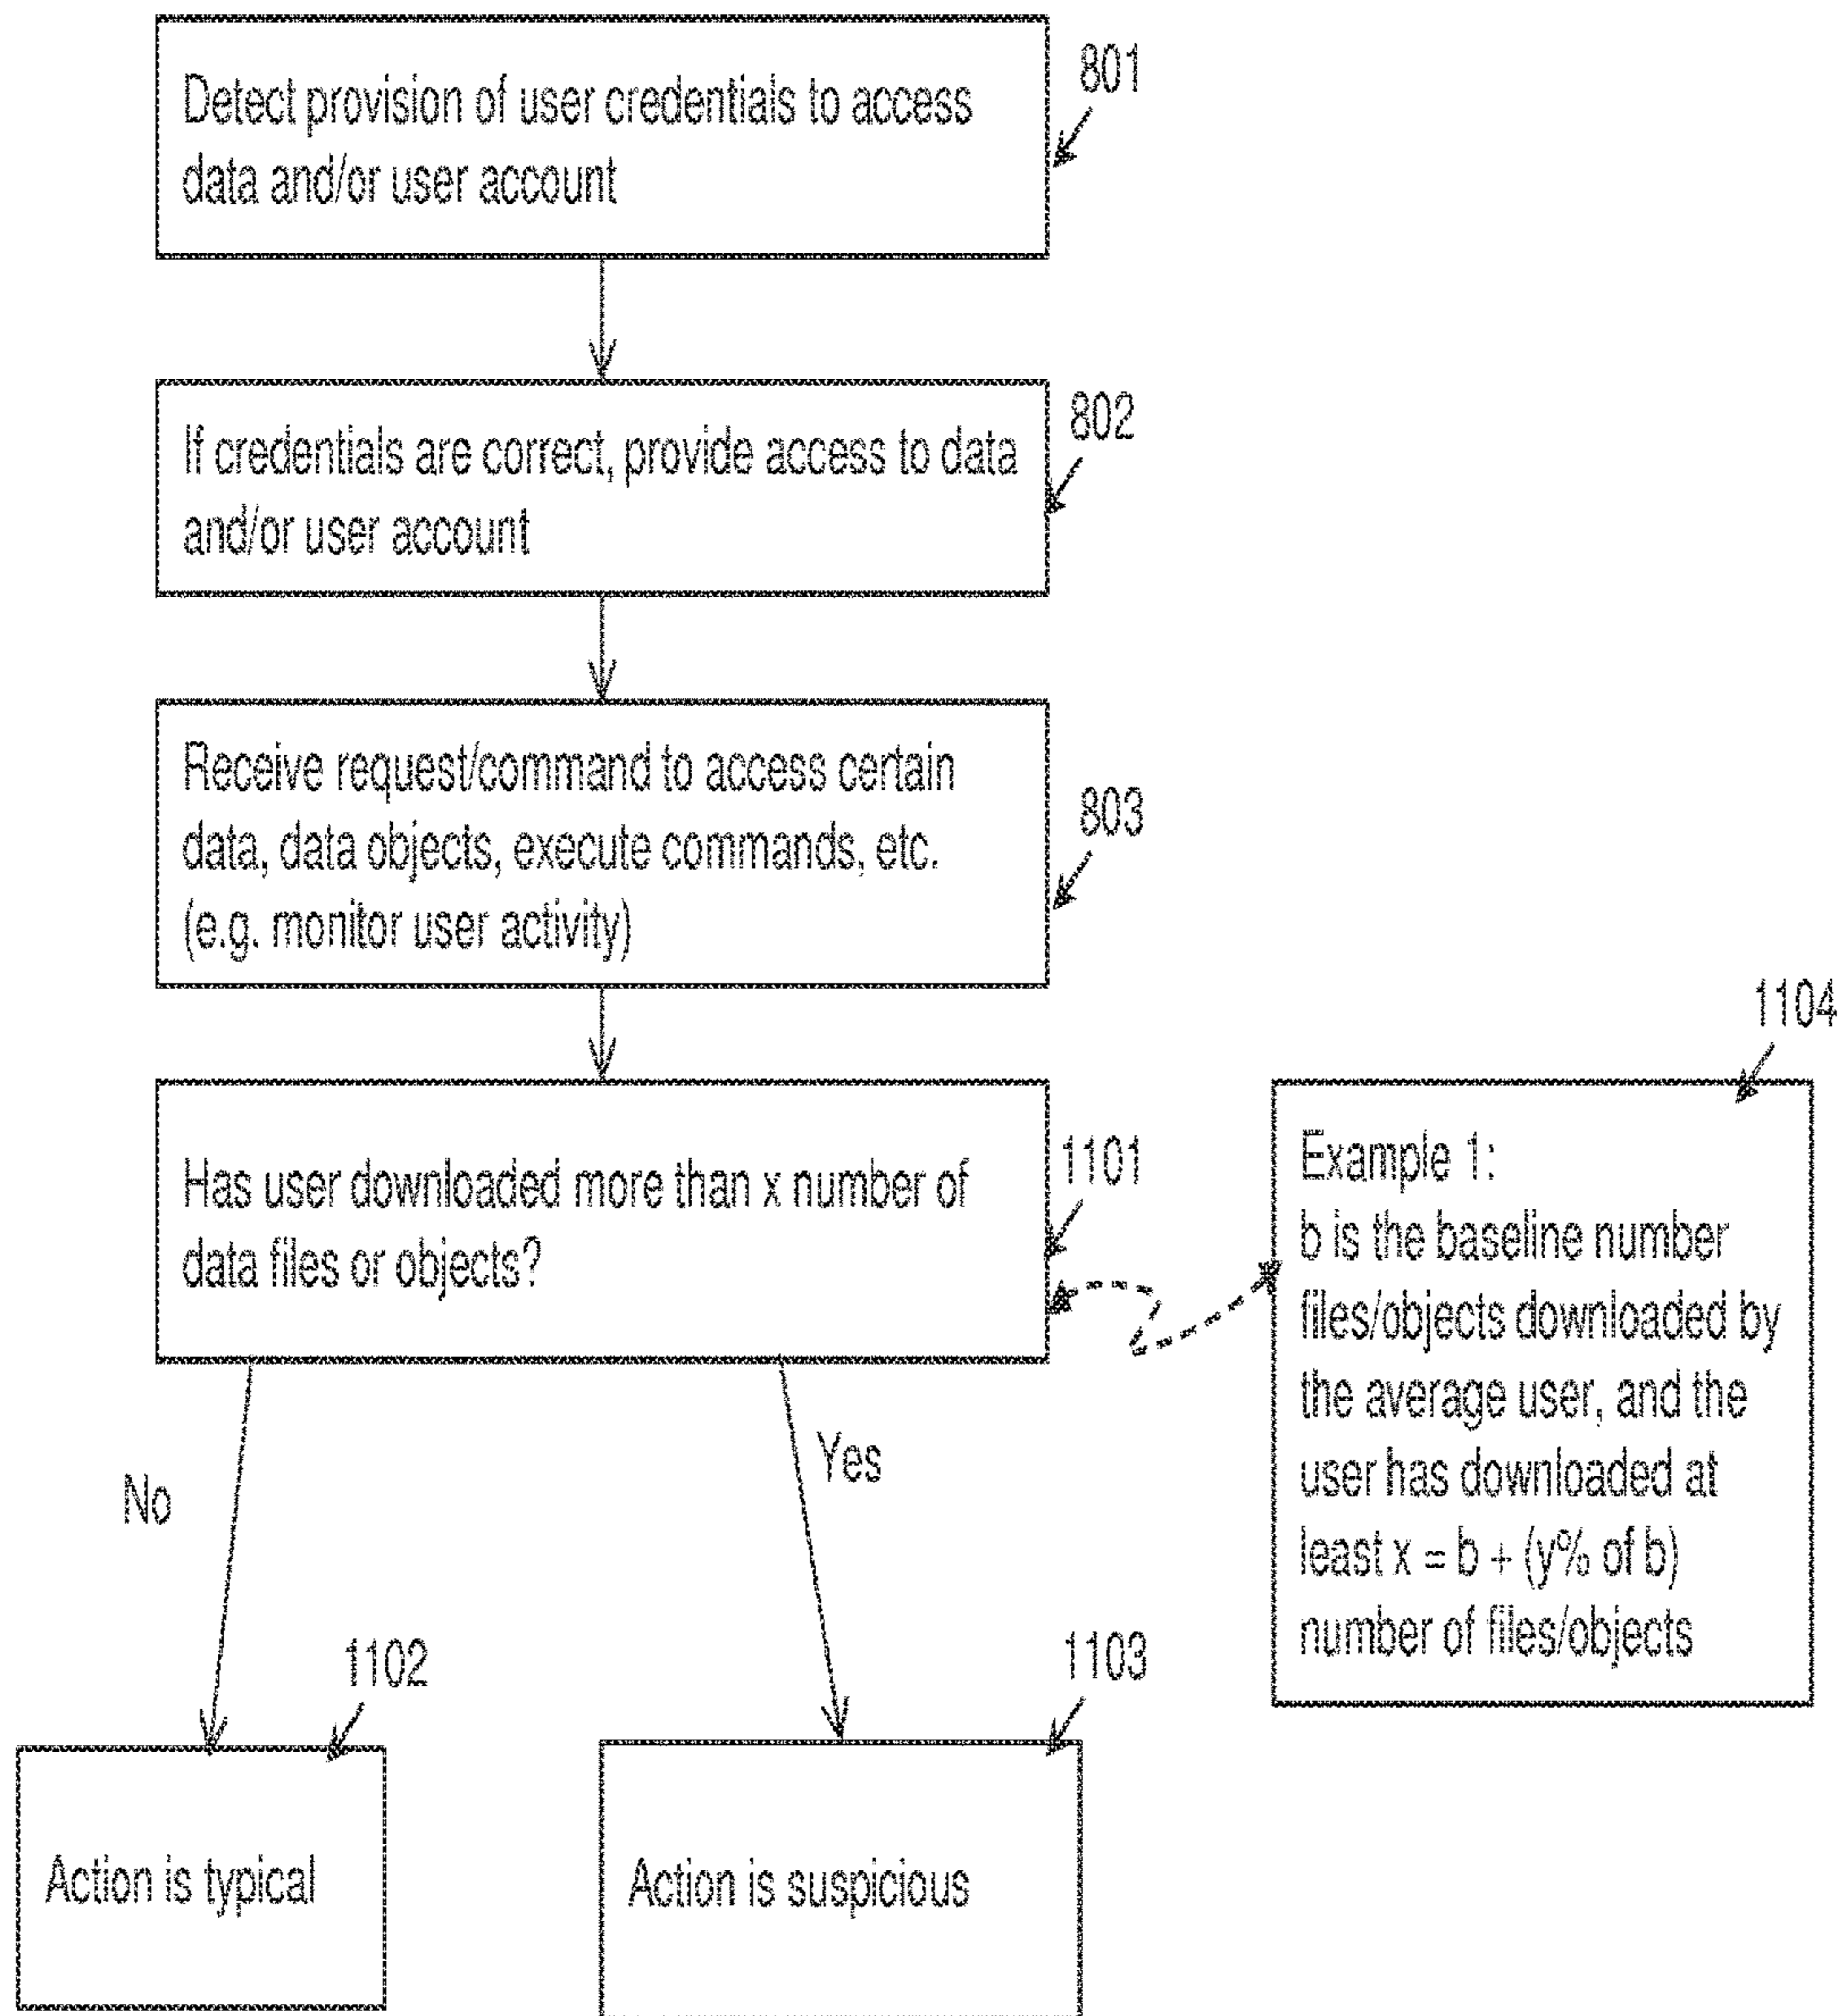 Detect provision of user credentials to access
data and/or user account
801
If credentials are correct, provide access to data
and/or user account
802
Receive request/command to access certain
data, data objects, execute commands, etc.
(e.g. monitor user activity)
803
Has user downloaded more than x number of
data files or objects?
1101
1104
Example 1:
b is the baseline number
files/objects downloaded by
the average user, and the
user has downloaded at
least x = b + (y% of b)
number of files/objects
No
Yes
1102
Action is typical
1103
Action is suspicious